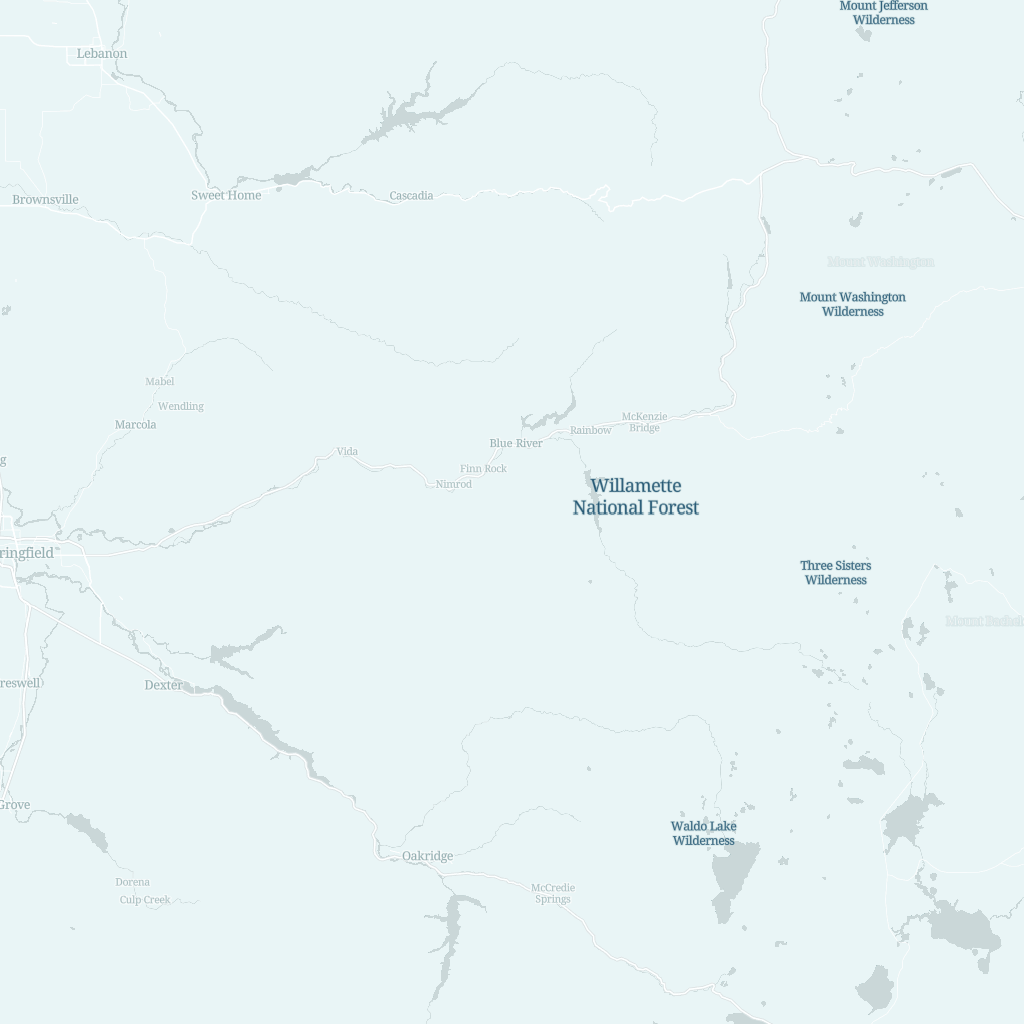 Mount Jefferson
Wilderness
Lebanon
Sweet Home
Cascadia
Brownsville
Mount Washington
Mount Washington
Wilderness
Mabel
Wendling
Marcola
McKenzie
Bridge
Rainbow
Blue River
Vida
g
Finn Rock
Nimrod
Willamette
National Forest
ringfield
Three Sisters
Wilderness
Mount Bachel
reswell
Dexter
Grove
Waldo Lake
Wilderness
Oakridge
Dorena
Culp Creek
McCredie
Springs